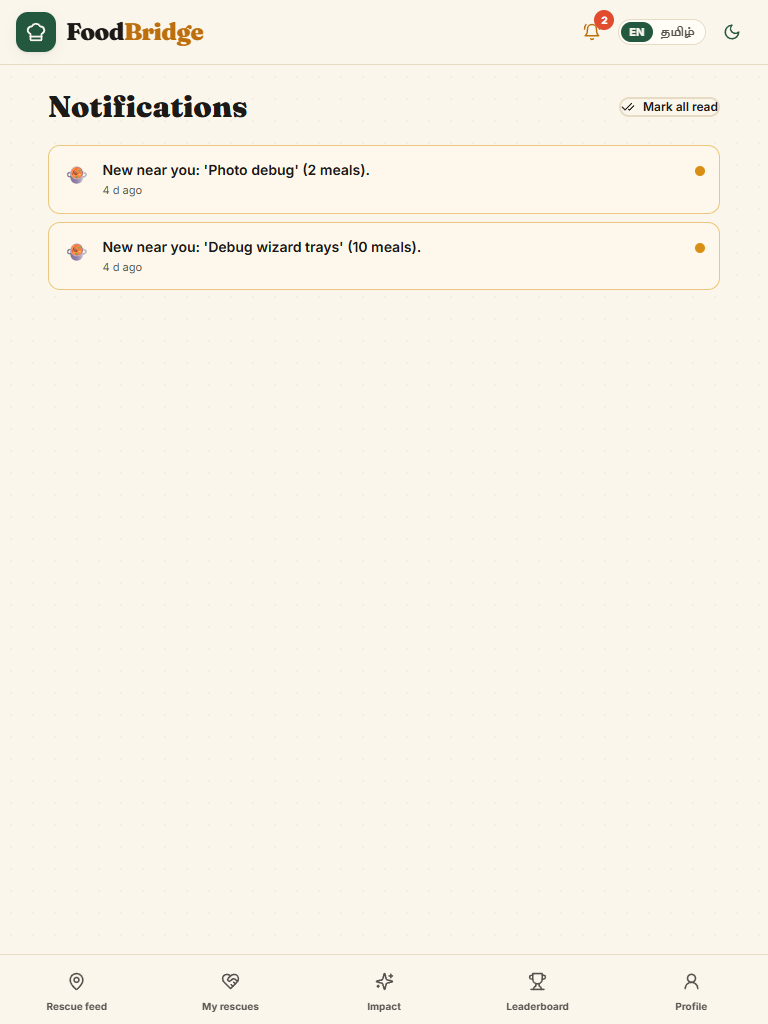 FoodBridge
2
EN
தமிழ்
Notifications
Mark all read
New near you: 'Photo debug' (2 meals).
4 d ago
New near you: 'Debug wizard trays' (10 meals).
4 d ago
Rescue feed
My rescues
Impact
Leaderboard
Profile